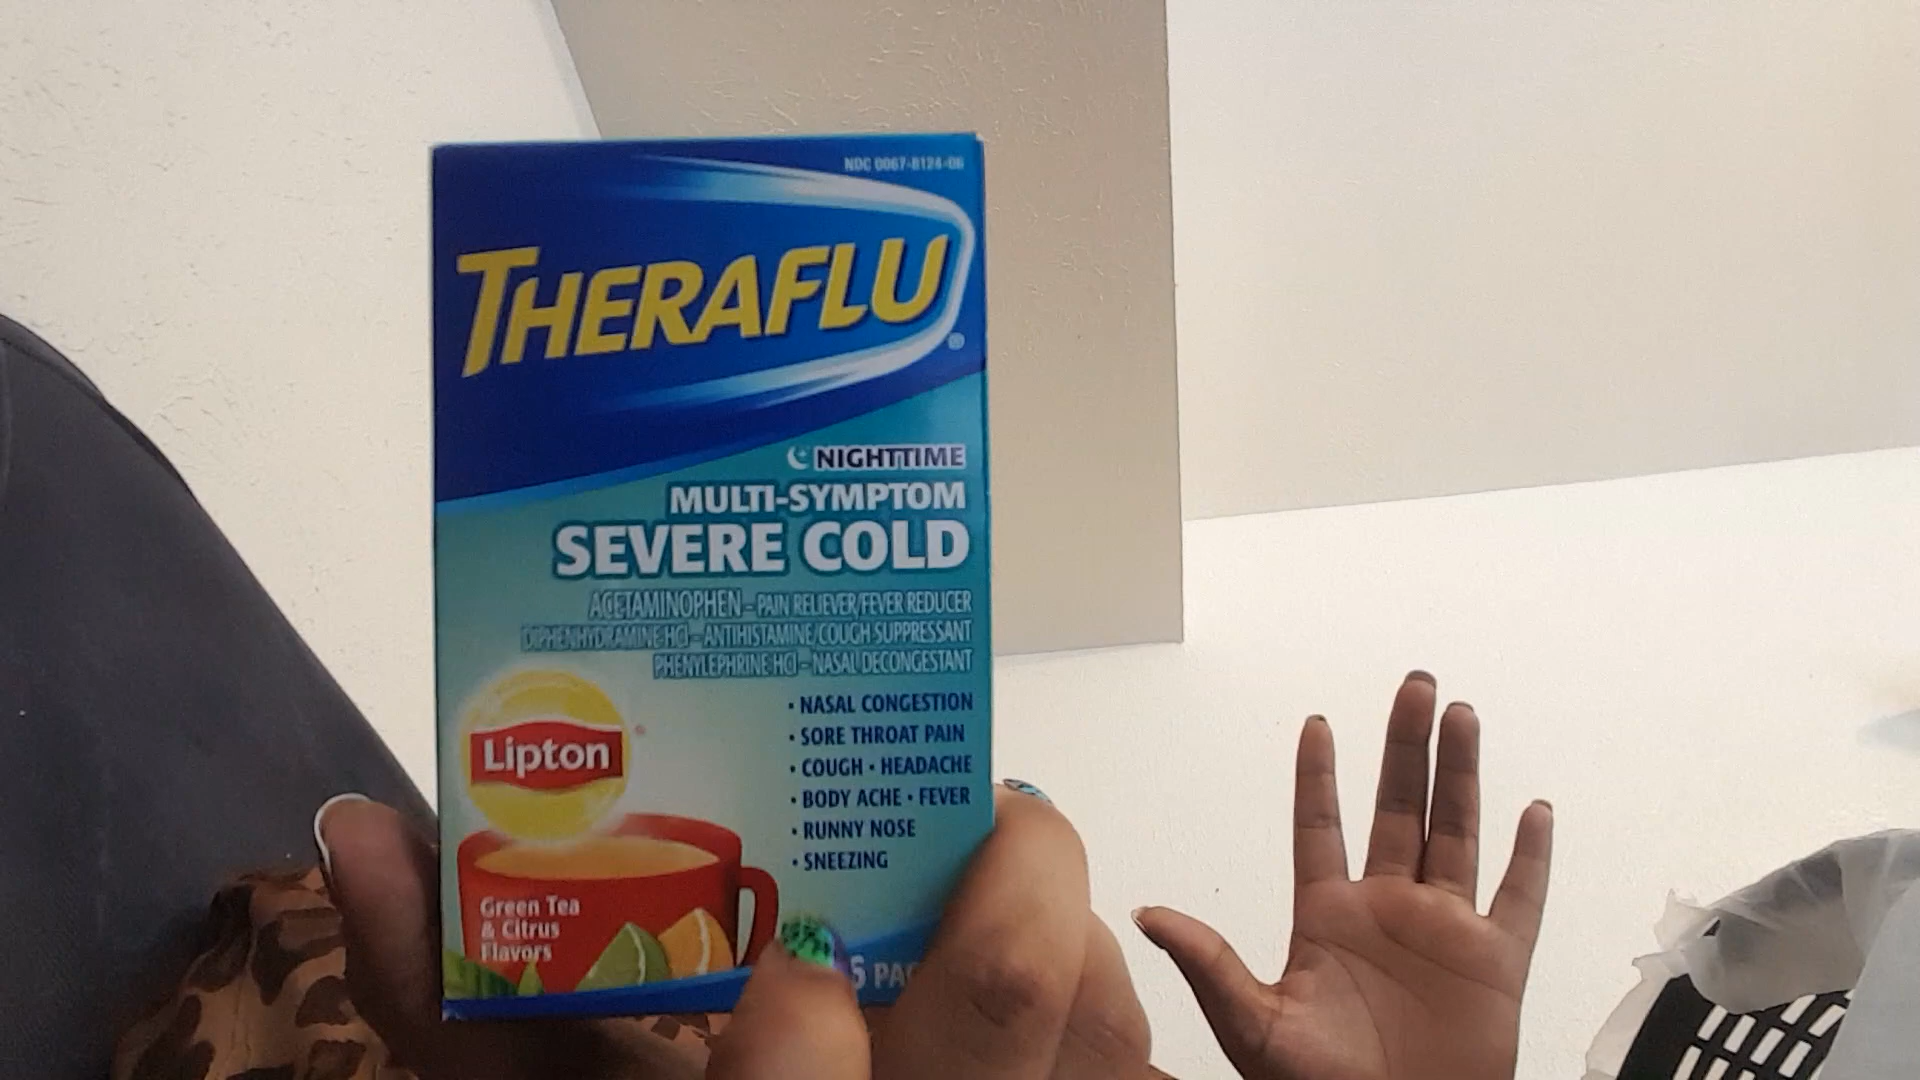 NDC 0067-8124-06
THERAFLU®
NIGHTTIME
MULTI-SYMPTOM
SEVERE COLD
ACETAMINOPHEN - PAIN RELIEVER/FEVER REDUCER
DIPHENHYDRAMINE HCl - ANTIHISTAMINE/COUGH SUPPRESSANT
PHENYLEPHRINE HCl - NASAL DECONGESTANT
• NASAL CONGESTION
• SORE THROAT PAIN
• COUGH • HEADACHE
• BODY ACHE • FEVER
• RUNNY NOSE
• SNEEZING
Lipton
Green Tea
& Citrus
Flavors
6